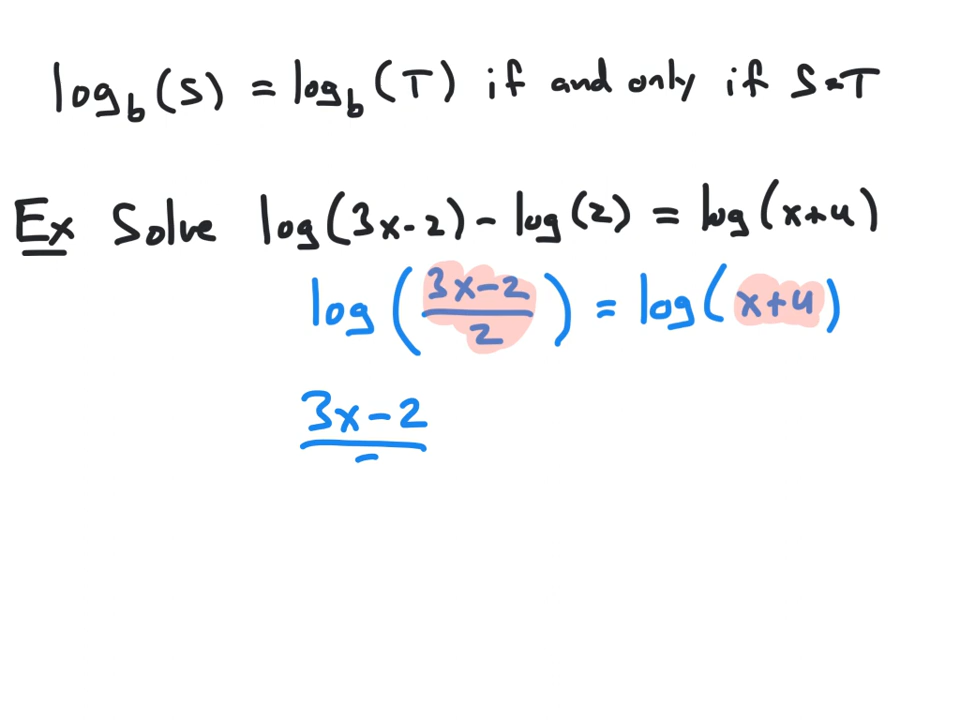 log_b(S) = log_b(T) if and only if S=T
Ex Solve log(3x-2) - log(2) = log(x+4)
log((3x-2)/2) = log(x+4)
3x-2